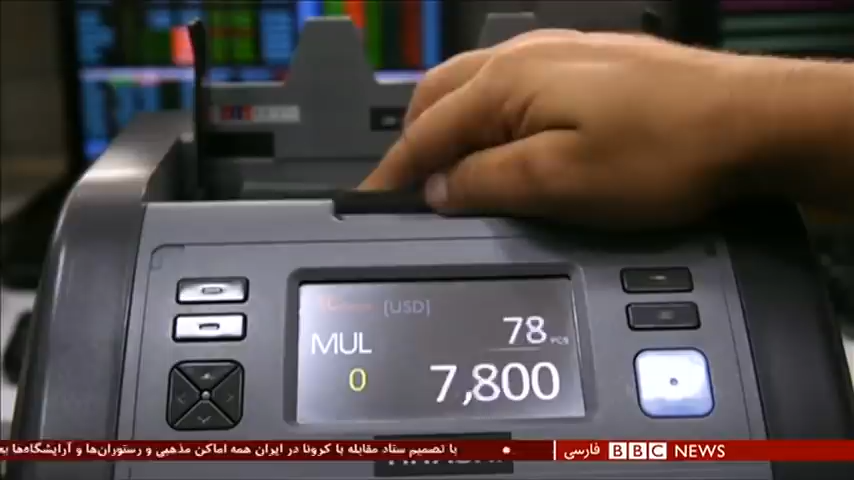 [USD]
MUL 78 PCS
0 7,800
با تصمیم ستاد مقابله با کرونا در ایران همه اماکن مذهبی و رستوران‌ها و آرایشگاه‌ها
فارسی BBC NEWS